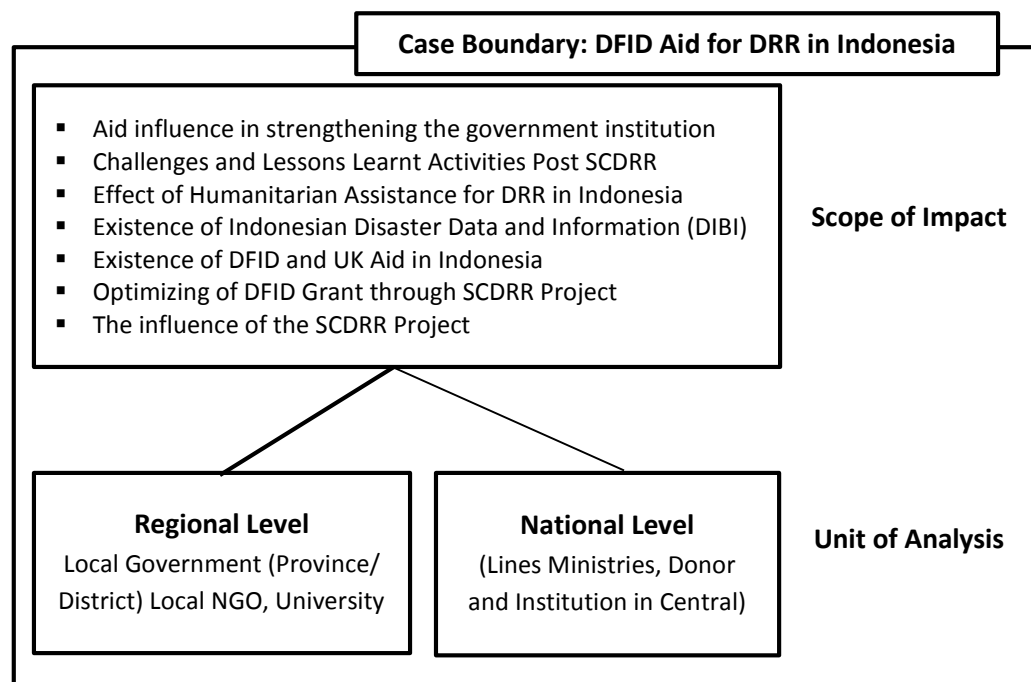 Case Boundary: DFID Aid for DRR in Indonesia
▪ Aid influence in strengthening the government institution
▪ Challenges and Lessons Learnt Activities Post SCDRR
▪ Effect of Humanitarian Assistance for DRR in Indonesia
▪ Existence of Indonesian Disaster Data and Information (DIBI)
▪ Existence of DFID and UK Aid in Indonesia
▪ Optimizing of DFID Grant through SCDRR Project
▪ The influence of the SCDRR Project
Scope of Impact
Regional Level
Local Government (Province/
District) Local NGO, University
National Level
(Lines Ministries, Donor
and Institution in Central)
Unit of Analysis